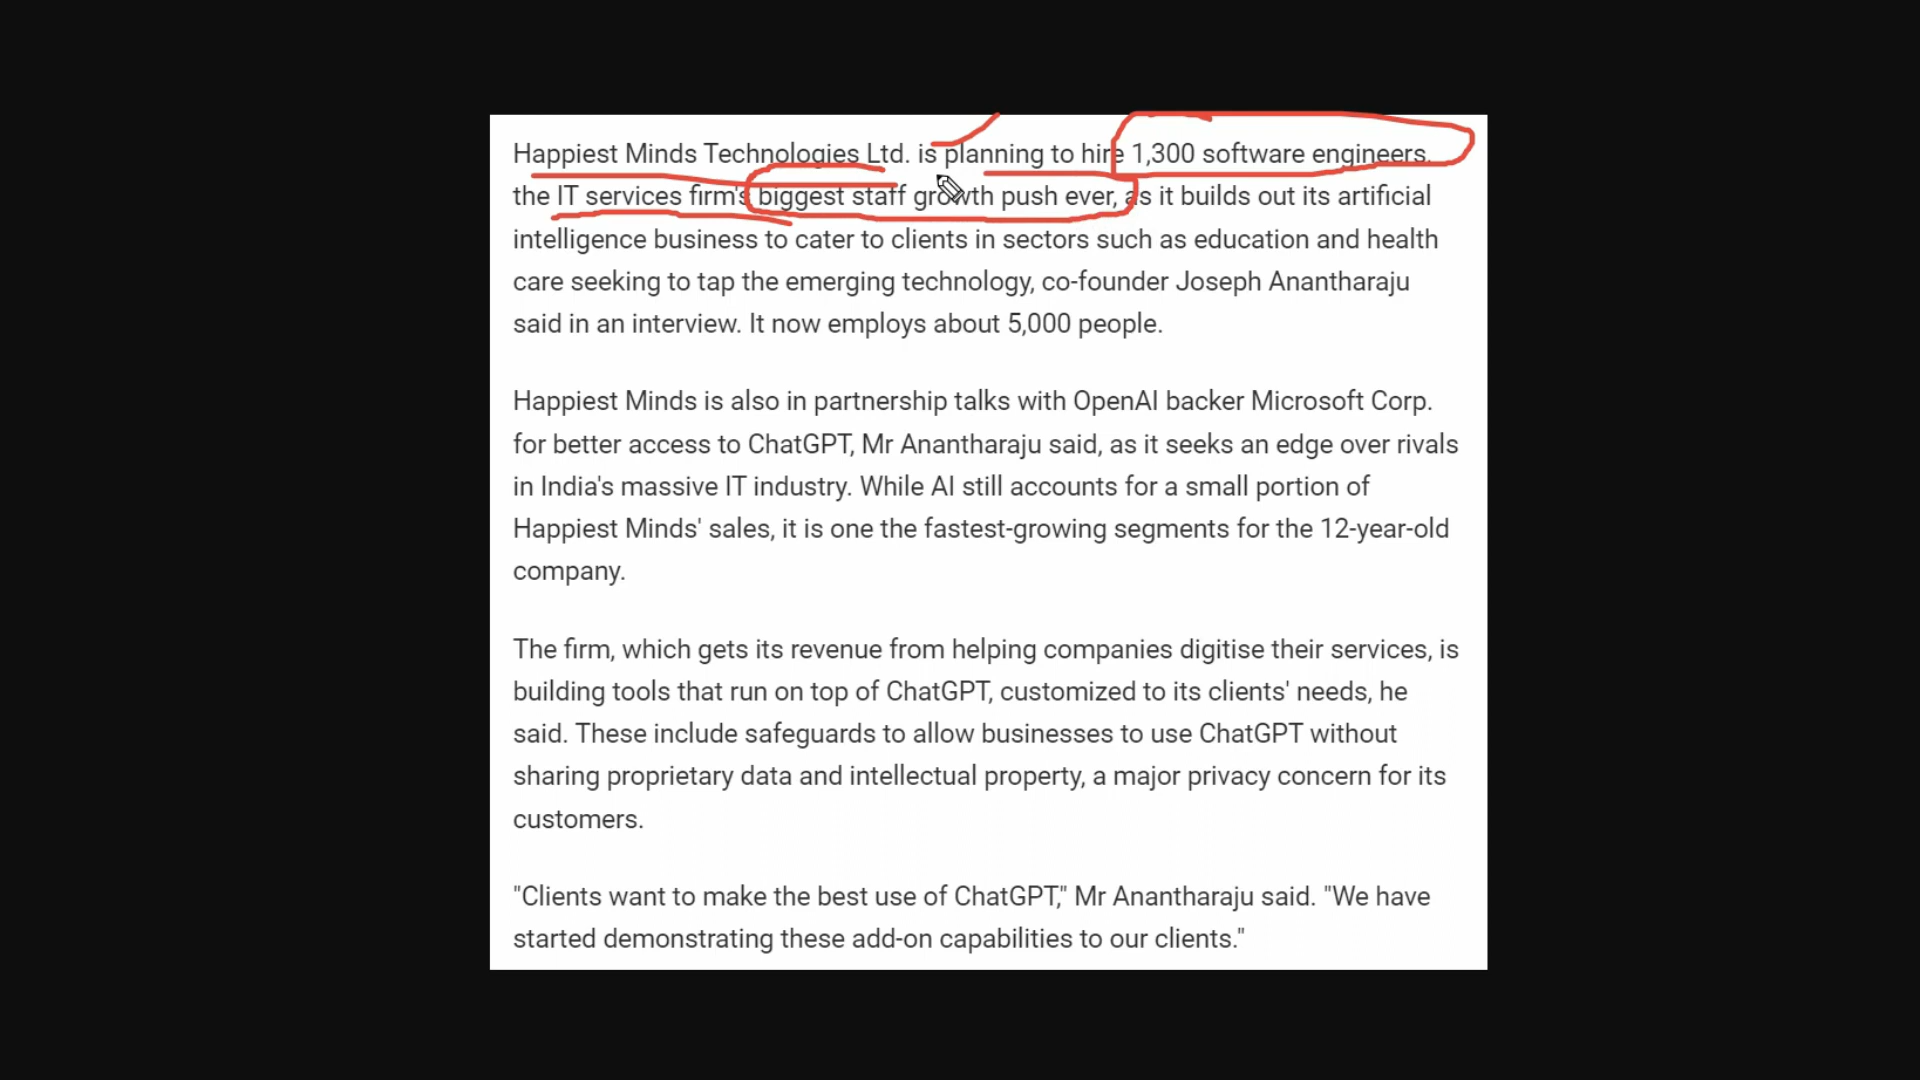 Happiest Minds Technologies Ltd. is planning to hire 1,300 software engineers,
the IT services firm's biggest staff growth push ever, as it builds out its artificial
intelligence business to cater to clients in sectors such as education and health
care seeking to tap the emerging technology, co-founder Joseph Anantharaju
said in an interview. It now employs about 5,000 people.
Happiest Minds is also in partnership talks with OpenAI backer Microsoft Corp.
for better access to ChatGPT, Mr Anantharaju said, as it seeks an edge over rivals
in India's massive IT industry. While AI still accounts for a small portion of
Happiest Minds' sales, it is one the fastest-growing segments for the 12-year-old
company.
The firm, which gets its revenue from helping companies digitise their services, is
building tools that run on top of ChatGPT, customized to its clients' needs, he
said. These include safeguards to allow businesses to use ChatGPT without
sharing proprietary data and intellectual property, a major privacy concern for its
customers.
"Clients want to make the best use of ChatGPT," Mr Anantharaju said. "We have
started demonstrating these add-on capabilities to our clients."